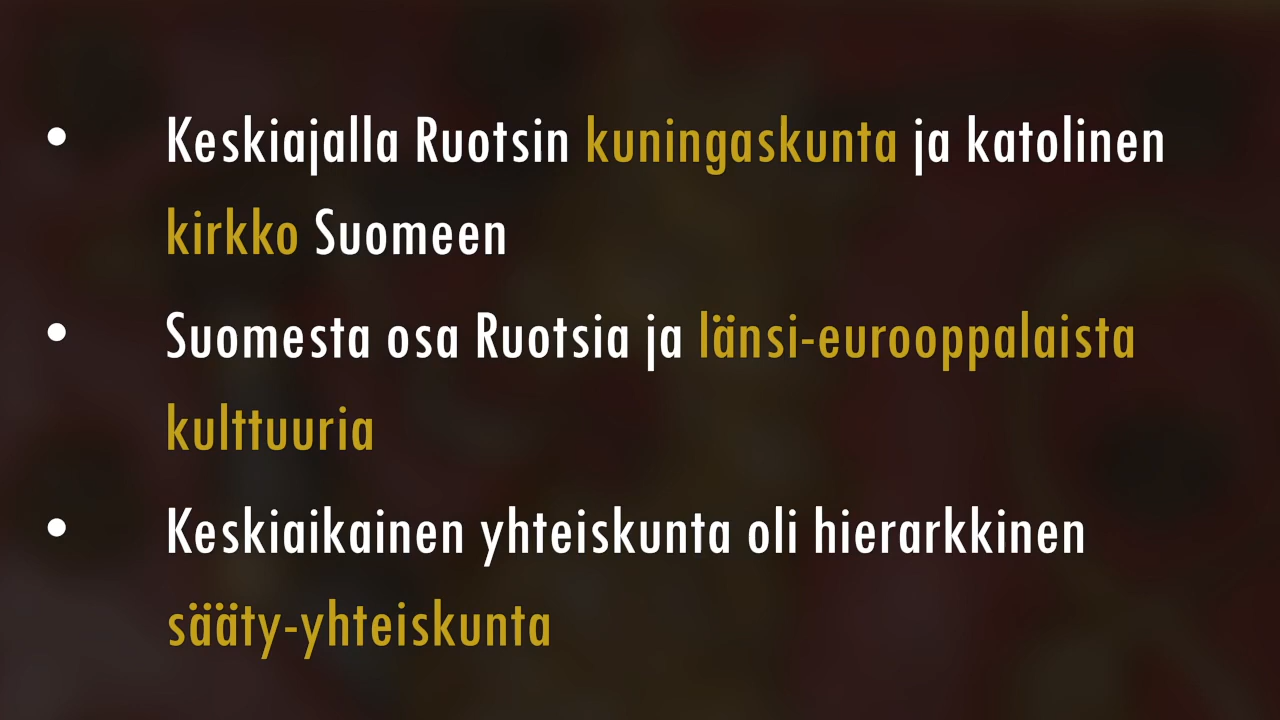 • Keskiajalla Ruotsin kuningaskunta ja katolinen
kirkko Suomeen
• Suomesta osa Ruotsia ja länsi-eurooppalaista
kulttuuria
• Keskiaikainen yhteiskunta oli hierarkkinen
sääty-yhteiskunta